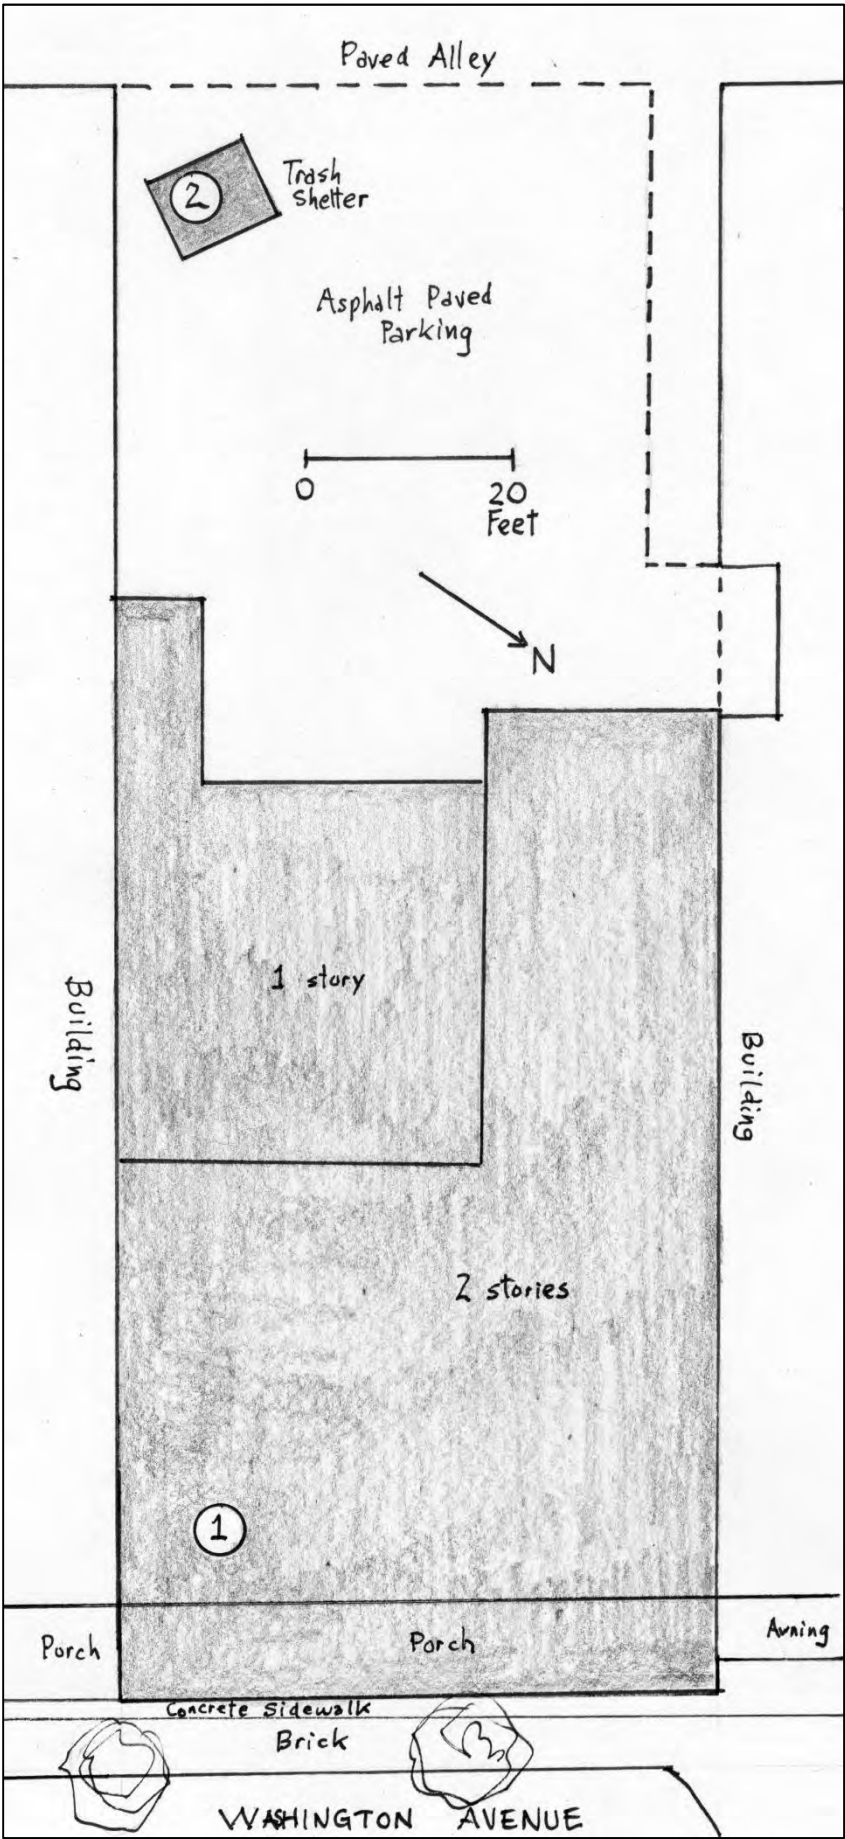 Paved Alley
2
Trash
Shelter
Asphalt Paved
Parking
0
20
Feet
N
1 story
Building
Building
2 stories
1
Porch
Porch
Awning
Concrete Sidewalk
Brick
WASHINGTON AVENUE